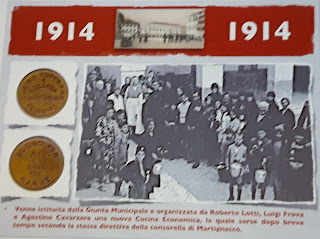 1914
1914
Venne istituita dalla Giunta Municipale e organizzata da Roberto Lotti, Luigi Frova
e Agostino Cavarzere una nuova Cucina Economica, la quale sorse dopo breve
tempo secondo la stessa direttiva della consorella di Martignacco.